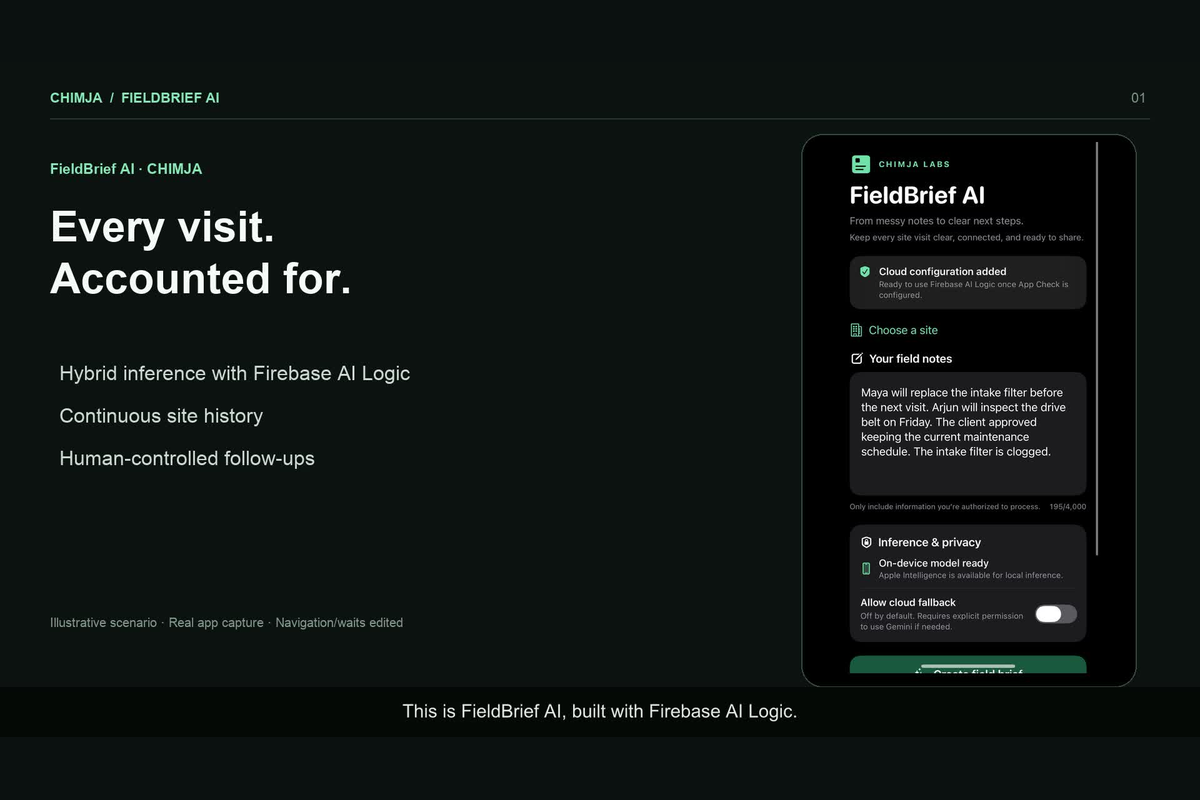 CHIMJA / FIELDBRIEF AI
01
FieldBrief AI · CHIMJA
Every visit.
Accounted for.
Hybrid inference with Firebase AI Logic
Continuous site history
Human-controlled follow-ups
Illustrative scenario · Real app capture · Navigation/waits edited
CHIMJA LABS
FieldBrief AI
From messy notes to clear next steps.
Keep every site visit clear, connected, and ready to share.
Cloud configuration added
Ready to use Firebase AI Logic once App Check is
configured.
Choose a site
Your field notes
Maya will replace the intake filter before
the next visit. Arjun will inspect the drive
belt on Friday. The client approved
keeping the current maintenance
schedule. The intake filter is clogged.
Only include information you're authorized to process. 195/4,000
Inference & privacy
On-device model ready
Apple Intelligence is available for local inference.
Allow cloud fallback
Off by default. Requires explicit permission
to use Gemini if needed.
Create field brief
This is FieldBrief AI, built with Firebase AI Logic.